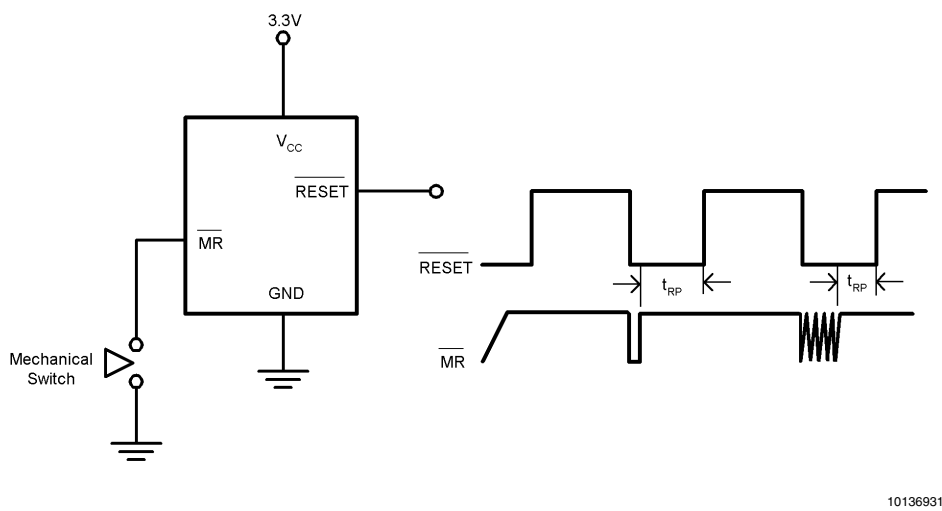 3.3V
VCC
RESET
MR
GND
Mechanical
Switch
RESET
tRP
tRP
MR
10136931